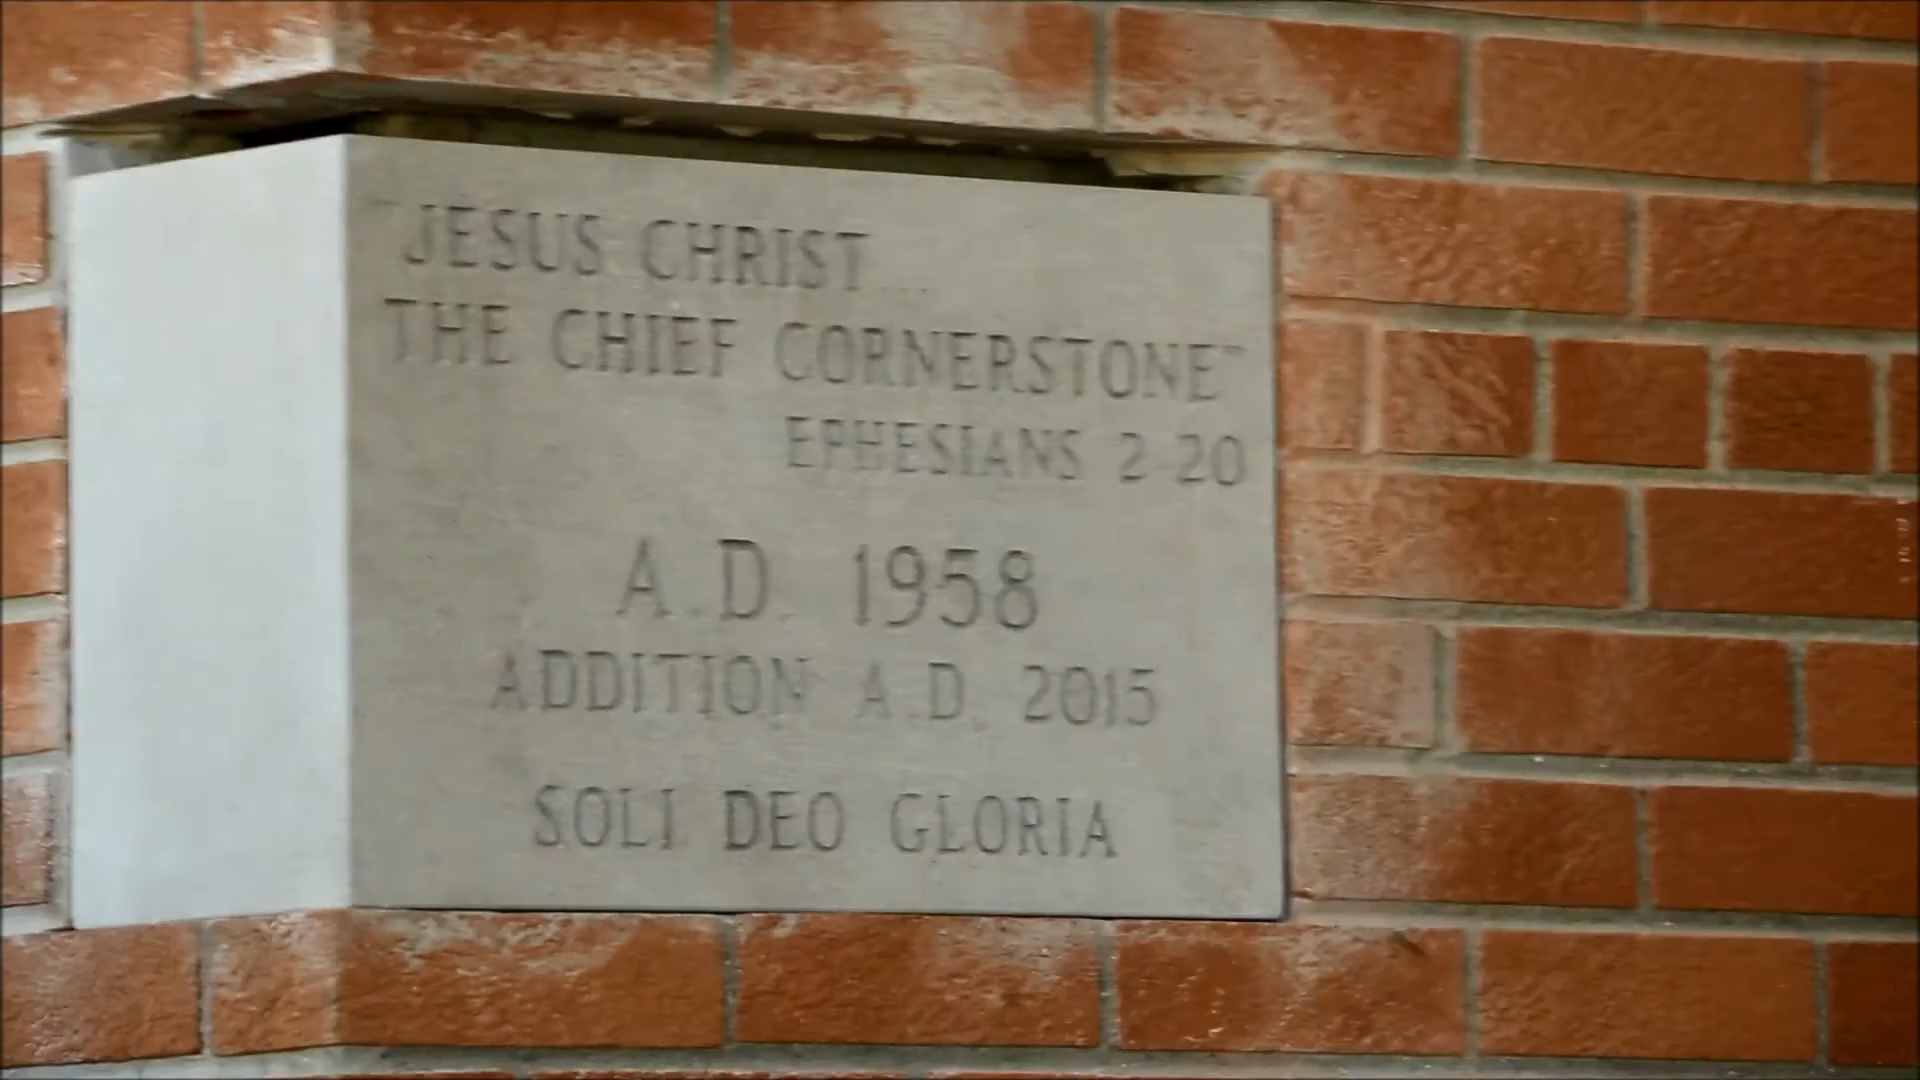 "JESUS CHRIST...
THE CHIEF CORNERSTONE"
EPHESIANS 2:20
A.D. 1958
ADDITION A.D. 2015
SOLI DEO GLORIA